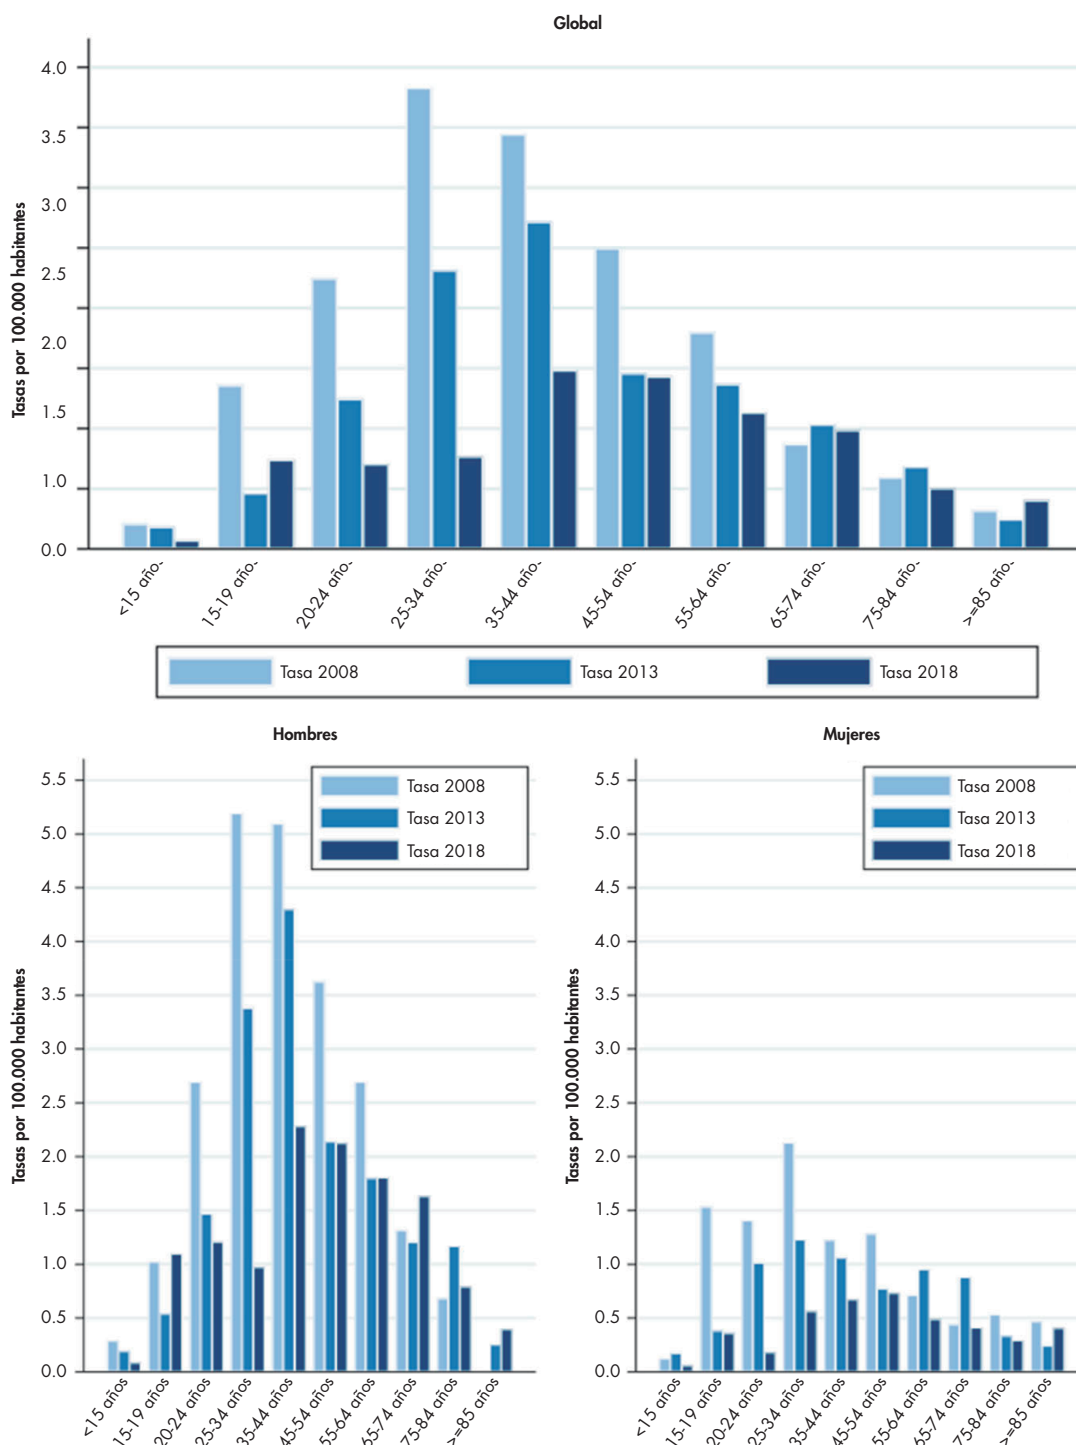 Global
Tasas por 100.000 habitantes
4.0
3.5
3.0
2.5
2.0
1.5
1.0
0.0
<15 año-
15-19 año-
20-24 año-
25-34 año-
35-44 año-
45-54 año-
55-64 año-
65-74 año-
75-84 año-
>=85 año-
Tasa 2008
Tasa 2013
Tasa 2018
Hombres
Tasas por 100.000 habitantes
5.5
5.0
4.5
4.0
3.5
3.0
2.5
2.0
1.5
1.0
0.5
0.0
Tasa 2008
Tasa 2013
Tasa 2018
<15 años
15-19 años
20-24 años
25-34 años
35-44 años
45-54 años
55-64 años
65-74 años
75-84 años
>=85 años
Mujeres
Tasas por 100.000 habitantes
5.5
5.0
4.5
4.0
3.5
3.0
2.5
2.0
1.5
1.0
0.5
0.0
Tasa 2008
Tasa 2013
Tasa 2018
<15 años
15-19 años
20-24 años
25-34 años
35-44 años
45-54 años
55-64 años
65-74 años
75-84 años
>=85 años